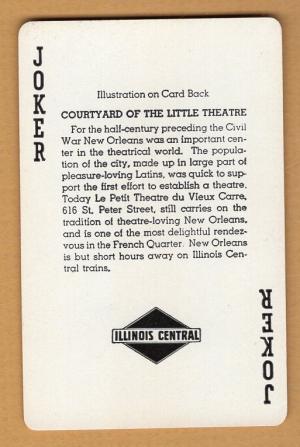 JOKER
Illustration on Card Back
COURTYARD OF THE LITTLE THEATRE
For the half-century preceding the Civil
War New Orleans was an important cen-
ter in the theatrical world. The popula-
tion of the city, made up in large part of
pleasure-loving Latins, was quick to sup-
port the first effort to establish a theatre.
Today Le Petit Theatre du Vieux Carre,
616 St. Peter Street, still carries on the
tradition of theatre-loving New Orleans,
and is one of the most delightful rendez-
vous in the French Quarter. New Orleans
is but short hours away on Illinois Cen-
tral trains.
ILLINOIS CENTRAL
JOKER